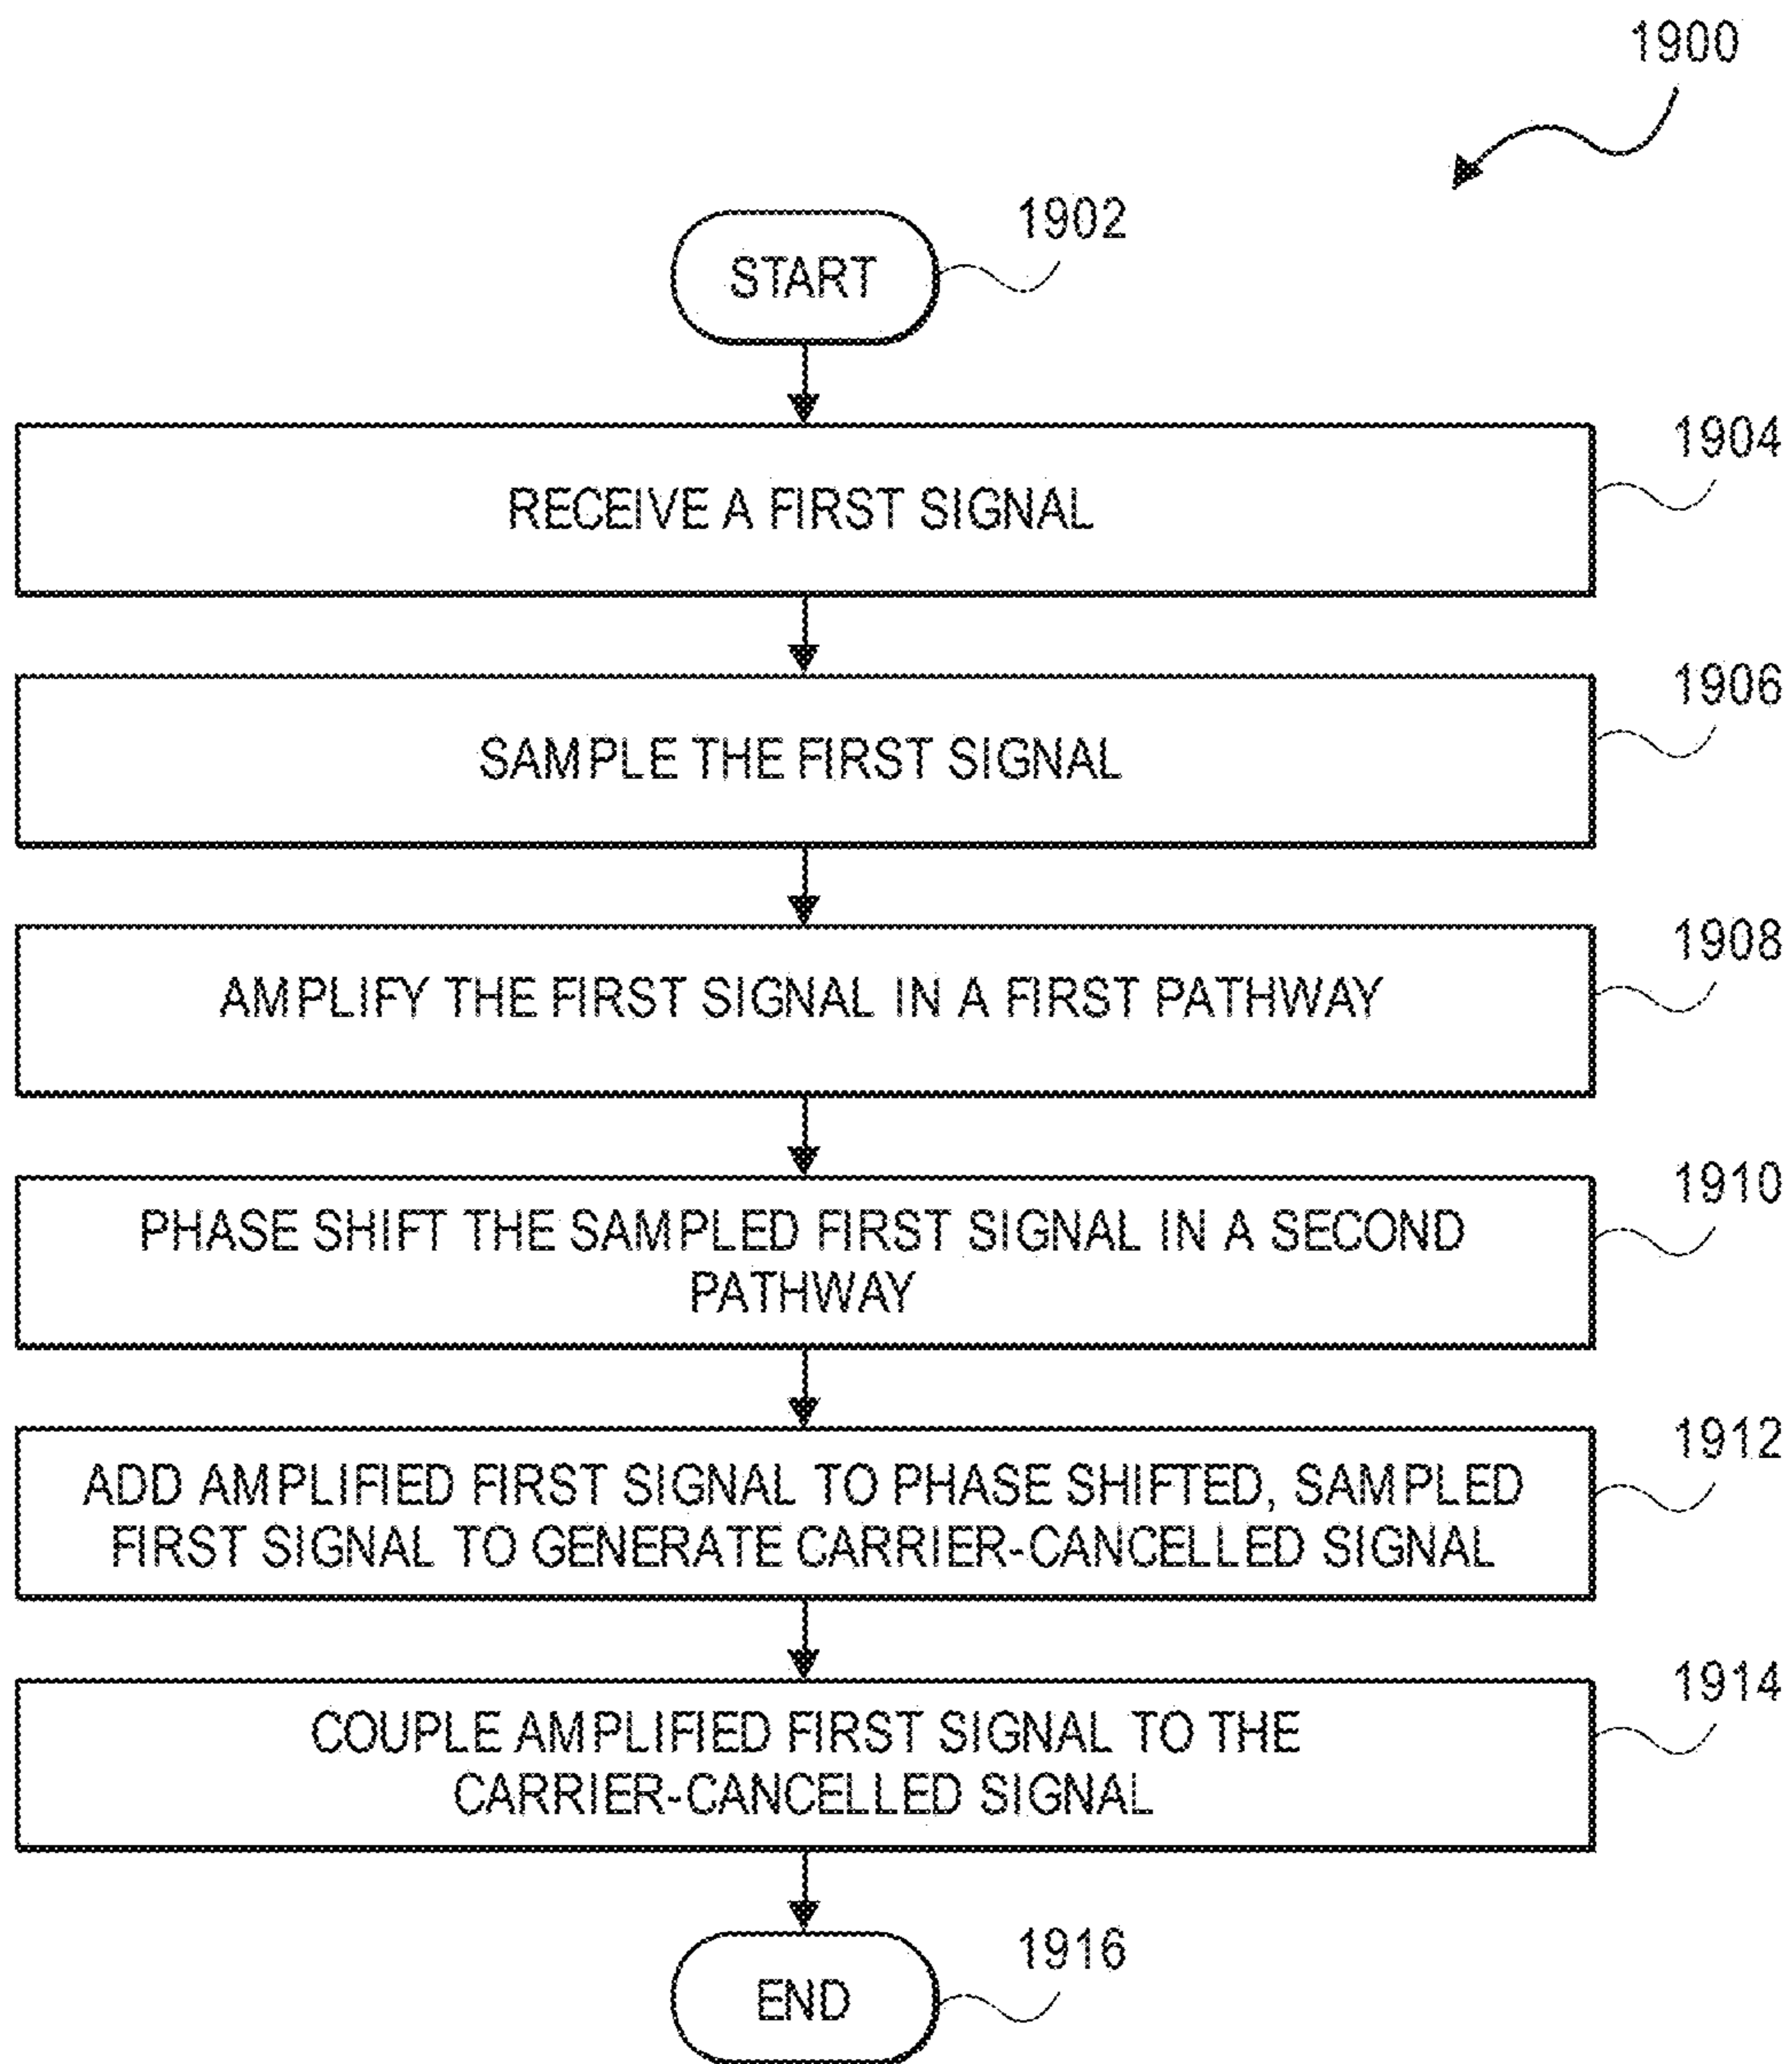 1900
START
1902
RECEIVE A FIRST SIGNAL
1904
SAMPLE THE FIRST SIGNAL
1906
AMPLIFY THE FIRST SIGNAL IN A FIRST PATHWAY
1908
PHASE SHIFT THE SAMPLED FIRST SIGNAL IN A SECOND
PATHWAY
1910
ADD AMPLIFIED FIRST SIGNAL TO PHASE SHIFTED, SAMPLED
FIRST SIGNAL TO GENERATE CARRIER-CANCELLED SIGNAL
1912
COUPLE AMPLIFIED FIRST SIGNAL TO THE
CARRIER-CANCELLED SIGNAL
1914
END
1916